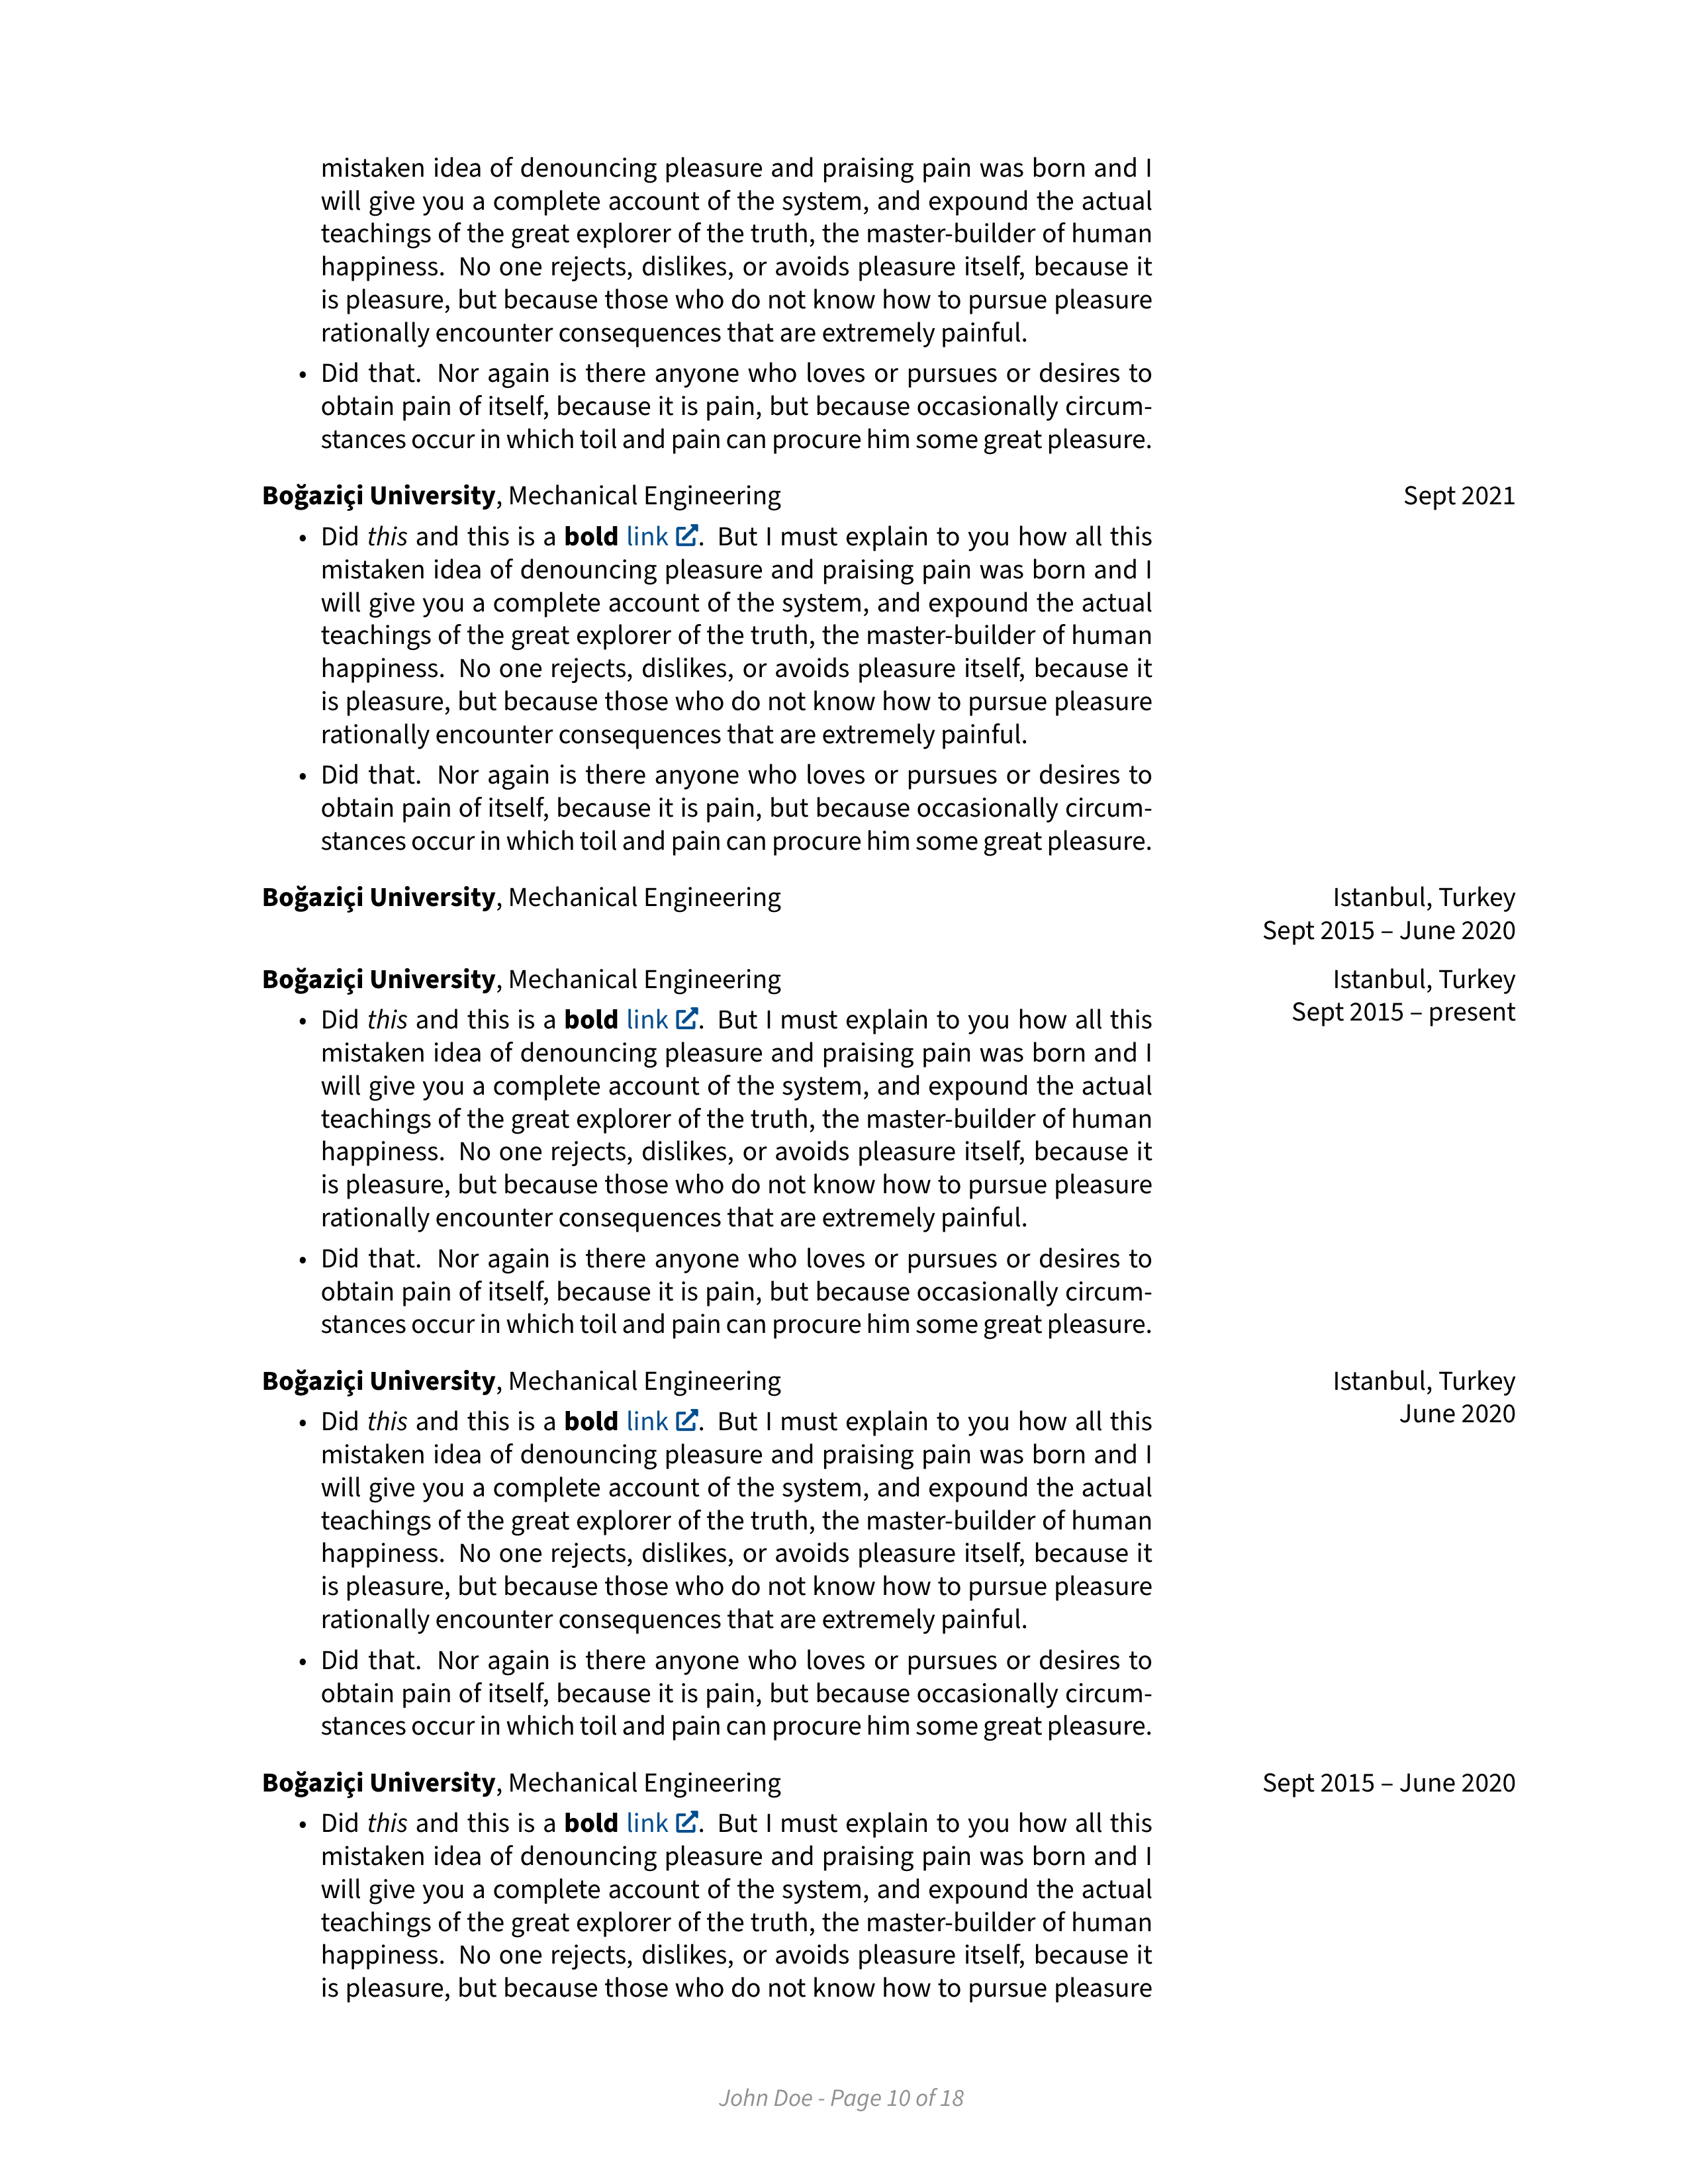 mistaken idea of denouncing pleasure and praising pain was born and I
will give you a complete account of the system, and expound the actual
teachings of the great explorer of the truth, the master-builder of human
happiness. No one rejects, dislikes, or avoids pleasure itself, because it
is pleasure, but because those who do not know how to pursue pleasure
rationally encounter consequences that are extremely painful.
• Did that. Nor again is there anyone who loves or pursues or desires to
obtain pain of itself, because it is pain, but because occasionally circum-
stances occur in which toil and pain can procure him some great pleasure.
Boğaziçi University, Mechanical Engineering Sept 2021
• Did this and this is a bold link. But I must explain to you how all this
mistaken idea of denouncing pleasure and praising pain was born and I
will give you a complete account of the system, and expound the actual
teachings of the great explorer of the truth, the master-builder of human
happiness. No one rejects, dislikes, or avoids pleasure itself, because it
is pleasure, but because those who do not know how to pursue pleasure
rationally encounter consequences that are extremely painful.
• Did that. Nor again is there anyone who loves or pursues or desires to
obtain pain of itself, because it is pain, but because occasionally circum-
stances occur in which toil and pain can procure him some great pleasure.
Boğaziçi University, Mechanical Engineering Istanbul, Turkey
Sept 2015 – June 2020
Boğaziçi University, Mechanical Engineering Istanbul, Turkey
Sept 2015 – present
• Did this and this is a bold link. But I must explain to you how all this
mistaken idea of denouncing pleasure and praising pain was born and I
will give you a complete account of the system, and expound the actual
teachings of the great explorer of the truth, the master-builder of human
happiness. No one rejects, dislikes, or avoids pleasure itself, because it
is pleasure, but because those who do not know how to pursue pleasure
rationally encounter consequences that are extremely painful.
• Did that. Nor again is there anyone who loves or pursues or desires to
obtain pain of itself, because it is pain, but because occasionally circum-
stances occur in which toil and pain can procure him some great pleasure.
Boğaziçi University, Mechanical Engineering Istanbul, Turkey
June 2020
• Did this and this is a bold link. But I must explain to you how all this
mistaken idea of denouncing pleasure and praising pain was born and I
will give you a complete account of the system, and expound the actual
teachings of the great explorer of the truth, the master-builder of human
happiness. No one rejects, dislikes, or avoids pleasure itself, because it
is pleasure, but because those who do not know how to pursue pleasure
rationally encounter consequences that are extremely painful.
• Did that. Nor again is there anyone who loves or pursues or desires to
obtain pain of itself, because it is pain, but because occasionally circum-
stances occur in which toil and pain can procure him some great pleasure.
Boğaziçi University, Mechanical Engineering Sept 2015 – June 2020
• Did this and this is a bold link. But I must explain to you how all this
mistaken idea of denouncing pleasure and praising pain was born and I
will give you a complete account of the system, and expound the actual
teachings of the great explorer of the truth, the master-builder of human
happiness. No one rejects, dislikes, or avoids pleasure itself, because it
is pleasure, but because those who do not know how to pursue pleasure
John Doe - Page 10 of 18